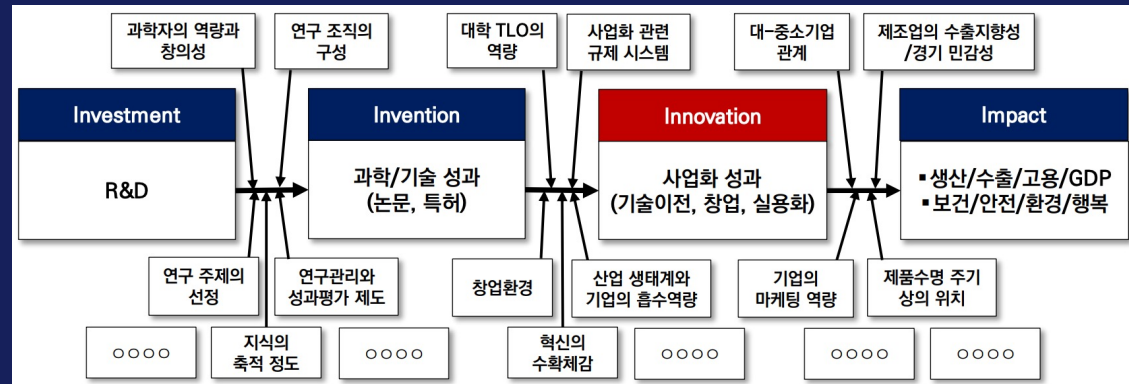 과학자의 역량과
창의성
연구 조직의
구성
대학 TLO의
역량
사업화 관련
규제 시스템
대-중소기업
관계
제조업의 수출지향성
/경기 민감성
Investment
Invention
Innovation
Impact
R&D
과학/기술 성과
(논문, 특허)
사업화 성과
(기술이전, 창업, 실용화)
▪생산/수출/고용/GDP
▪보건/안전/환경/행복
연구 주제의
선정
연구관리와
성과평가 제도
창업환경
산업 생태계와
기업의 흡수역량
기업의
마케팅 역량
제품수명 주기
상의 위치
○○○○
지식의
축적 정도
○○○○
혁신의
수확체감
○○○○
○○○○
○○○○